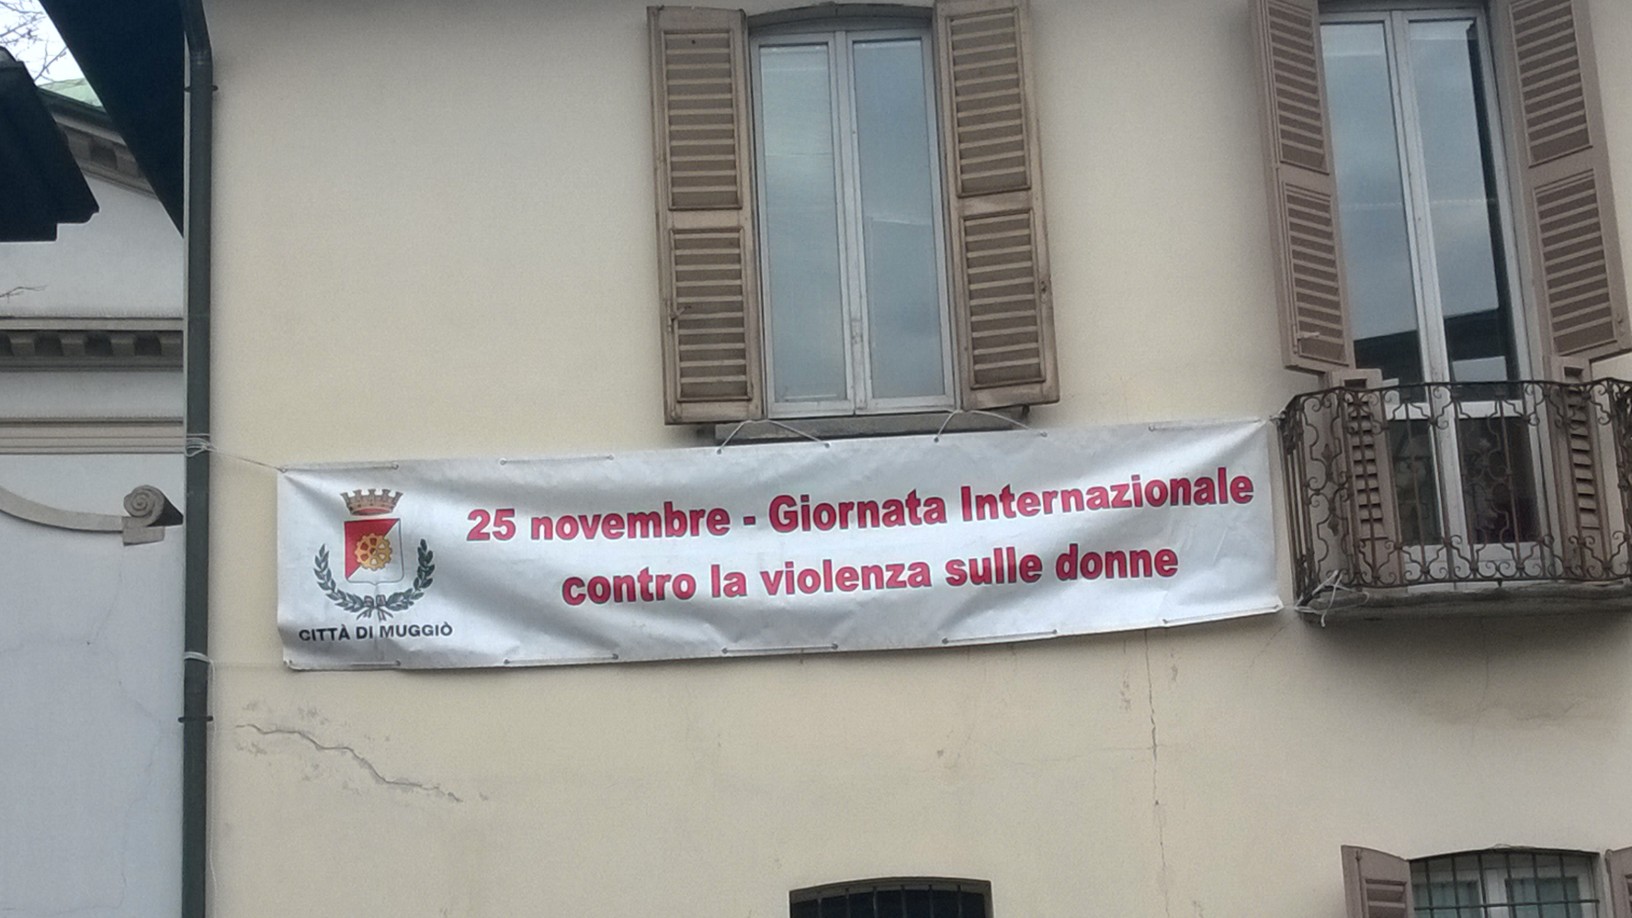 25 novembre - Giornata Internazionale
contro la violenza sulle donne
CITTÀ DI MUGGIÒ